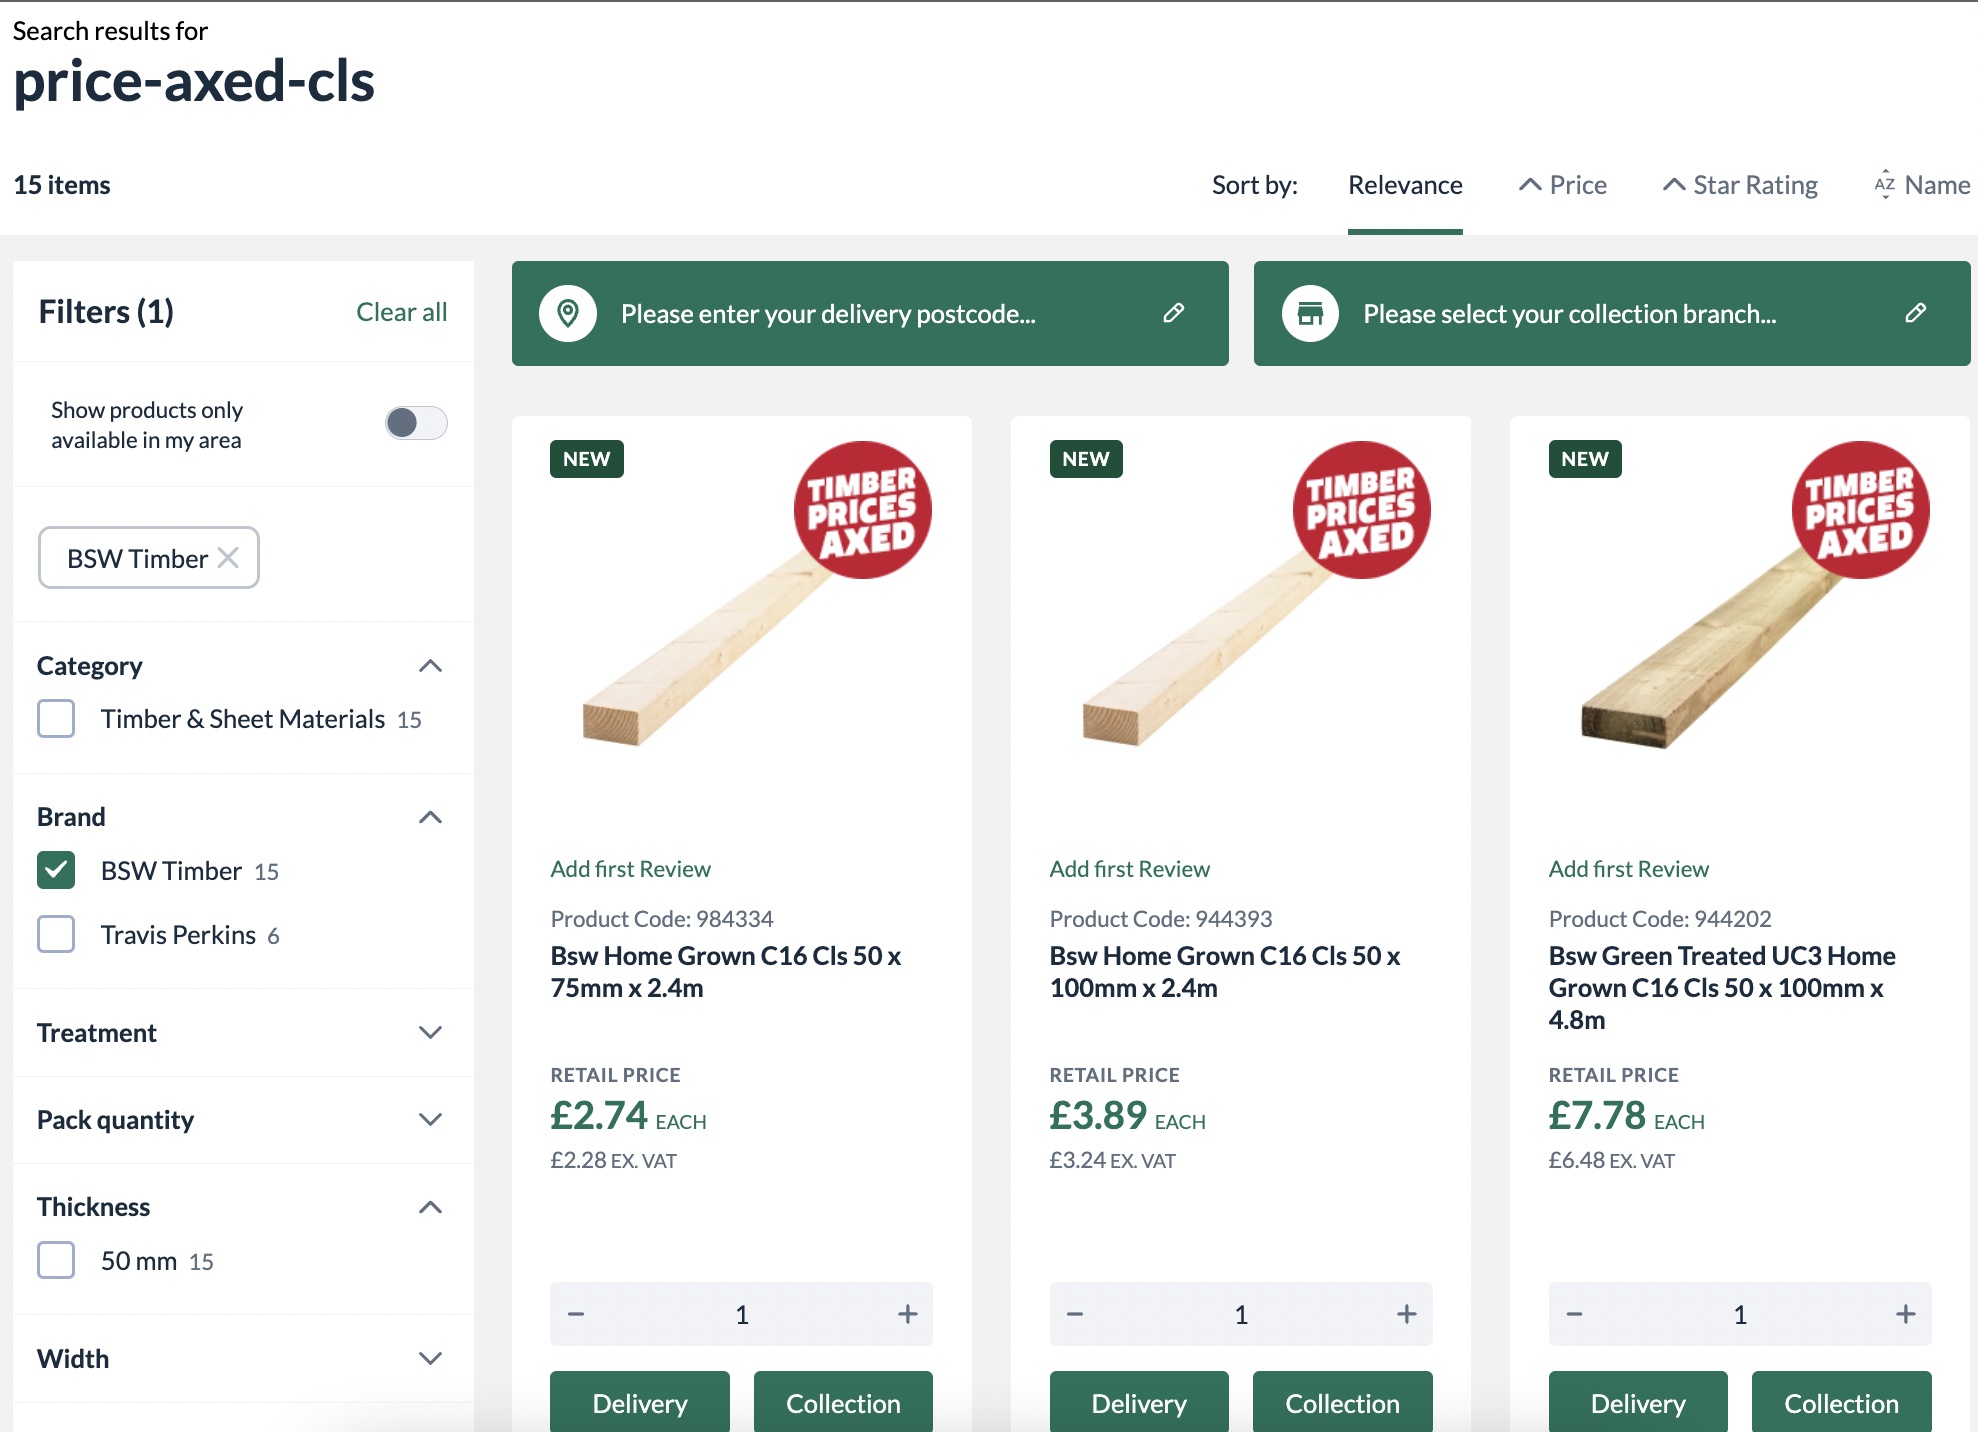 Search results for
price-axed-cls
15 items
Sort by:
Relevance
Price
Star Rating
AZ Name
Filters (1)
Clear all
Show products only
available in my area
BSW Timber
Category
Timber & Sheet Materials 15
Brand
BSW Timber 15
Travis Perkins 6
Treatment
Pack quantity
Thickness
50 mm 15
Width
Please enter your delivery postcode...
Please select your collection branch...
NEW
TIMBER
PRICES
AXED
Add first Review
Product Code: 984334
Bsw Home Grown C16 Cls 50 x
75mm x 2.4m
RETAIL PRICE
£2.74 EACH
£2.28 EX. VAT
− 1 +
Delivery
Collection
NEW
TIMBER
PRICES
AXED
Add first Review
Product Code: 944393
Bsw Home Grown C16 Cls 50 x
100mm x 2.4m
RETAIL PRICE
£3.89 EACH
£3.24 EX. VAT
− 1 +
Delivery
Collection
NEW
TIMBER
PRICES
AXED
Add first Review
Product Code: 944202
Bsw Green Treated UC3 Home
Grown C16 Cls 50 x 100mm x
4.8m
RETAIL PRICE
£7.78 EACH
£6.48 EX. VAT
− 1 +
Delivery
Collection